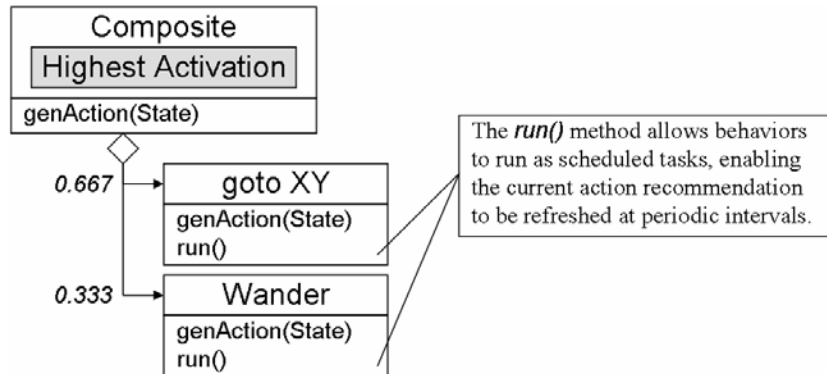 Composite
Highest Activation
genAction(State)
0.667
goto XY
genAction(State)
run()
0.333
Wander
genAction(State)
run()
The run() method allows behaviors
to run as scheduled tasks, enabling
the current action recommendation
to be refreshed at periodic intervals.